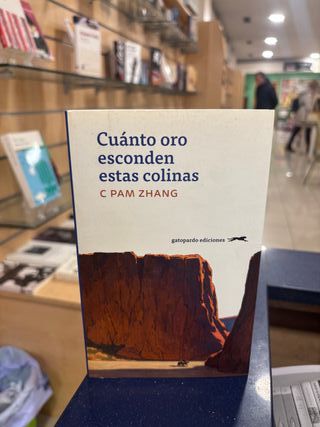 Cuánto oro
esconden
estas colinas
C PAM ZHANG
gatopardo ediciones